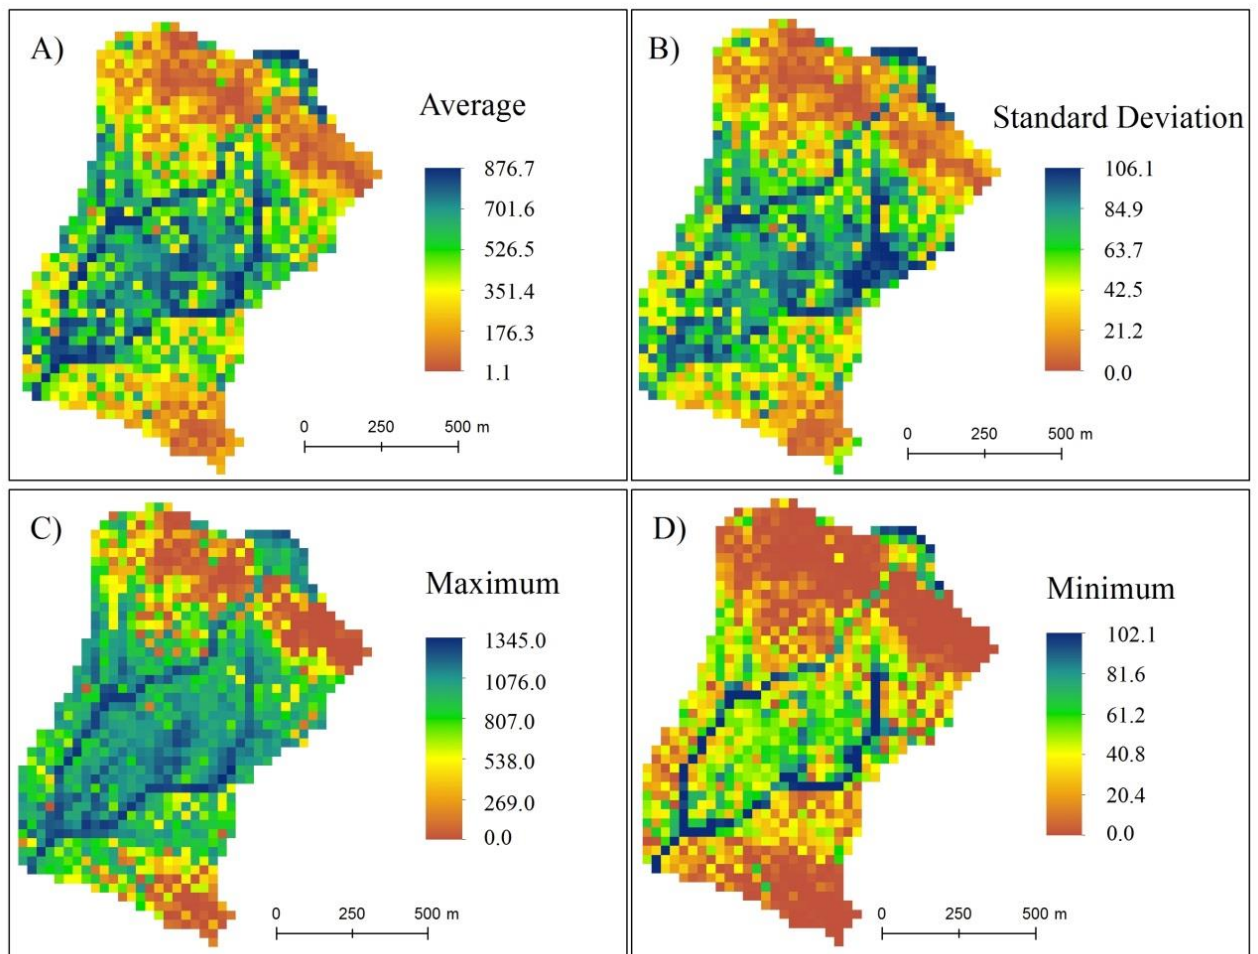 A)
Average
876.7
701.6
526.5
351.4
176.3
1.1
0 250 500 m
B)
Standard Deviation
106.1
84.9
63.7
42.5
21.2
0.0
0 250 500 m
C)
Maximum
1345.0
1076.0
807.0
538.0
269.0
0.0
0 250 500 m
D)
Minimum
102.1
81.6
61.2
40.8
20.4
0.0
0 250 500 m